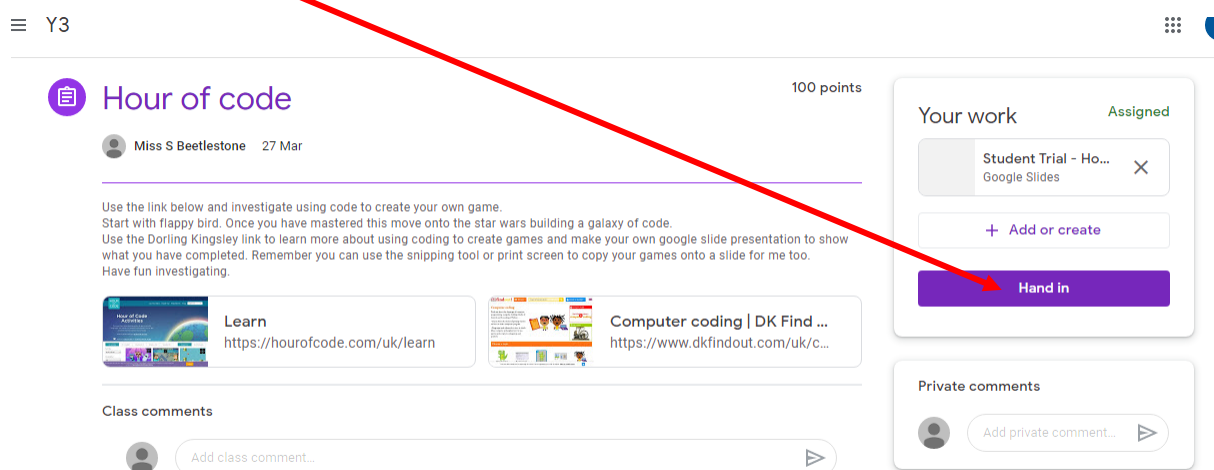 Y3
Hour of code
100 points
Miss S Beetlestone 27 Mar
Use the link below and investigate using code to create your own game.
Start with flappy bird. Once you have mastered this move onto the star wars building a galaxy of code.
Use the Dorling Kingsley link to learn more about using coding to create games and make your own google slide presentation to show
what you have completed. Remember you can use the snipping tool or print screen to copy your games onto a slide for me too.
Have fun investigating.
Hour of Code
Activities
Learn
https://hourofcode.com/uk/learn
Computer coding | DK Find ...
https://www.dkfindout.com/uk/c...
Class comments
Add class comment...
Your work
Assigned
Student Trial - Ho...
Google Slides
+ Add or create
Hand in
Private comments
Add private comment...